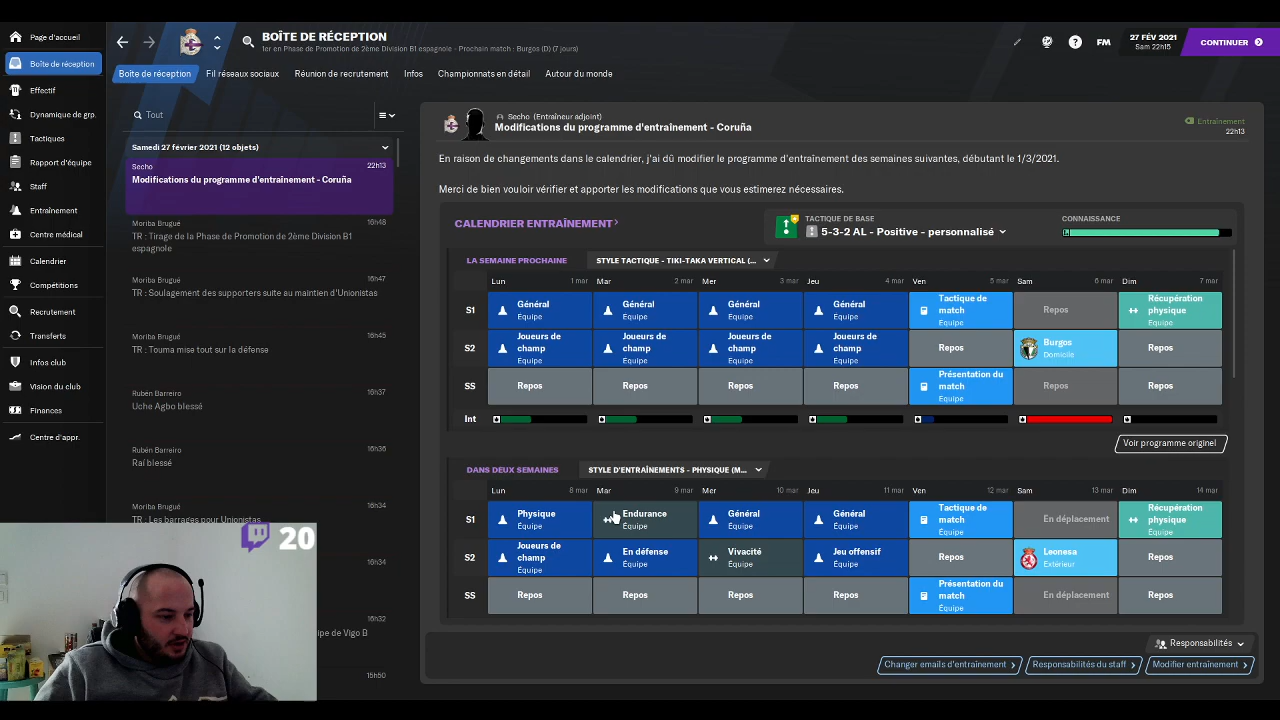 Page d'accueil
Boîte de réception
Effectif
Dynamique de grp.
Tactiques
Rapport d'équipe
Staff
Entraînement
Centre médical
Calendrier
Compétitions
Recrutement
Transferts
Infos club
Vision du club
Finances
Centre d'appr.
BOÎTE DE RÉCEPTION
1er en Phase de Promotion de 2ème Division B1 espagnole - Prochain match : Burgos (D) (7 jours)
FM
27 FÉV 2021
Sam 22h15
CONTINUER
Boîte de réception
Fil réseaux sociaux
Réunion de recrutement
Infos
Championnats en détail
Autour du monde
Tout
Samedi 27 février 2021 (12 objets)
Secho 22h13
Modifications du programme d'entraînement - Coruña
Moriba Brugué 16h48
TR : Tirage de la Phase de Promotion de 2ème Division B1
espagnole
Moriba Brugué 16h47
TR : Soulagement des supporters suite au maintien d'Unionistas
Moriba Brugué 16h45
TR : Touma mise tout sur la défense
Rubén Barreiro 16h37
Uche Agbo blessé
Rubén Barreiro 16h36
Raí blessé
Moriba Brugué 16h34
TR : Les barrages pour Unionistas
16h34
16h32
ipe de Vigo B
15h50
20
Secho (Entraîneur adjoint)
Modifications du programme d'entraînement - Coruña
Entraînement
22h13
En raison de changements dans le calendrier, j'ai dû modifier le programme d'entraînement des semaines suivantes, débutant le 1/3/2021.
Merci de bien vouloir vérifier et apporter les modifications que vous estimerez nécessaires.
CALENDRIER ENTRAÎNEMENT
TACTIQUE DE BASE
5-3-2 AL - Positive - personnalisé
CONNAISSANCE
LA SEMAINE PROCHAINE
STYLE TACTIQUE - TIKI-TAKA VERTICAL (...
Lun 1 mar Mar 2 mar Mer 3 mar Jeu 4 mar Ven 5 mar Sam 6 mar Dim 7 mar
S1 Général Équipe Général Équipe Général Équipe Général Équipe Tactique de match Équipe Repos Récupération physique Équipe
S2 Joueurs de champ Équipe Joueurs de champ Équipe Joueurs de champ Équipe Joueurs de champ Équipe Repos Burgos Domicile Repos
SS Repos Repos Repos Repos Présentation du match Équipe Repos Repos
Int
Voir programme originel
DANS DEUX SEMAINES
STYLE D'ENTRAÎNEMENTS - PHYSIQUE (M...
Lun 8 mar Mar 9 mar Mer 10 mar Jeu 11 mar Ven 12 mar Sam 13 mar Dim 14 mar
S1 Physique Équipe Endurance Équipe Général Équipe Général Équipe Tactique de match Équipe En déplacement Récupération physique Équipe
S2 Joueurs de champ Équipe En défense Équipe Vivacité Équipe Jeu offensif Équipe Repos Leonesa Extérieur Repos
SS Repos Repos Repos Repos Présentation du match Équipe En déplacement Repos
Responsabilités
Changer emails d'entraînement
Responsabilités du staff
Modifier entraînement